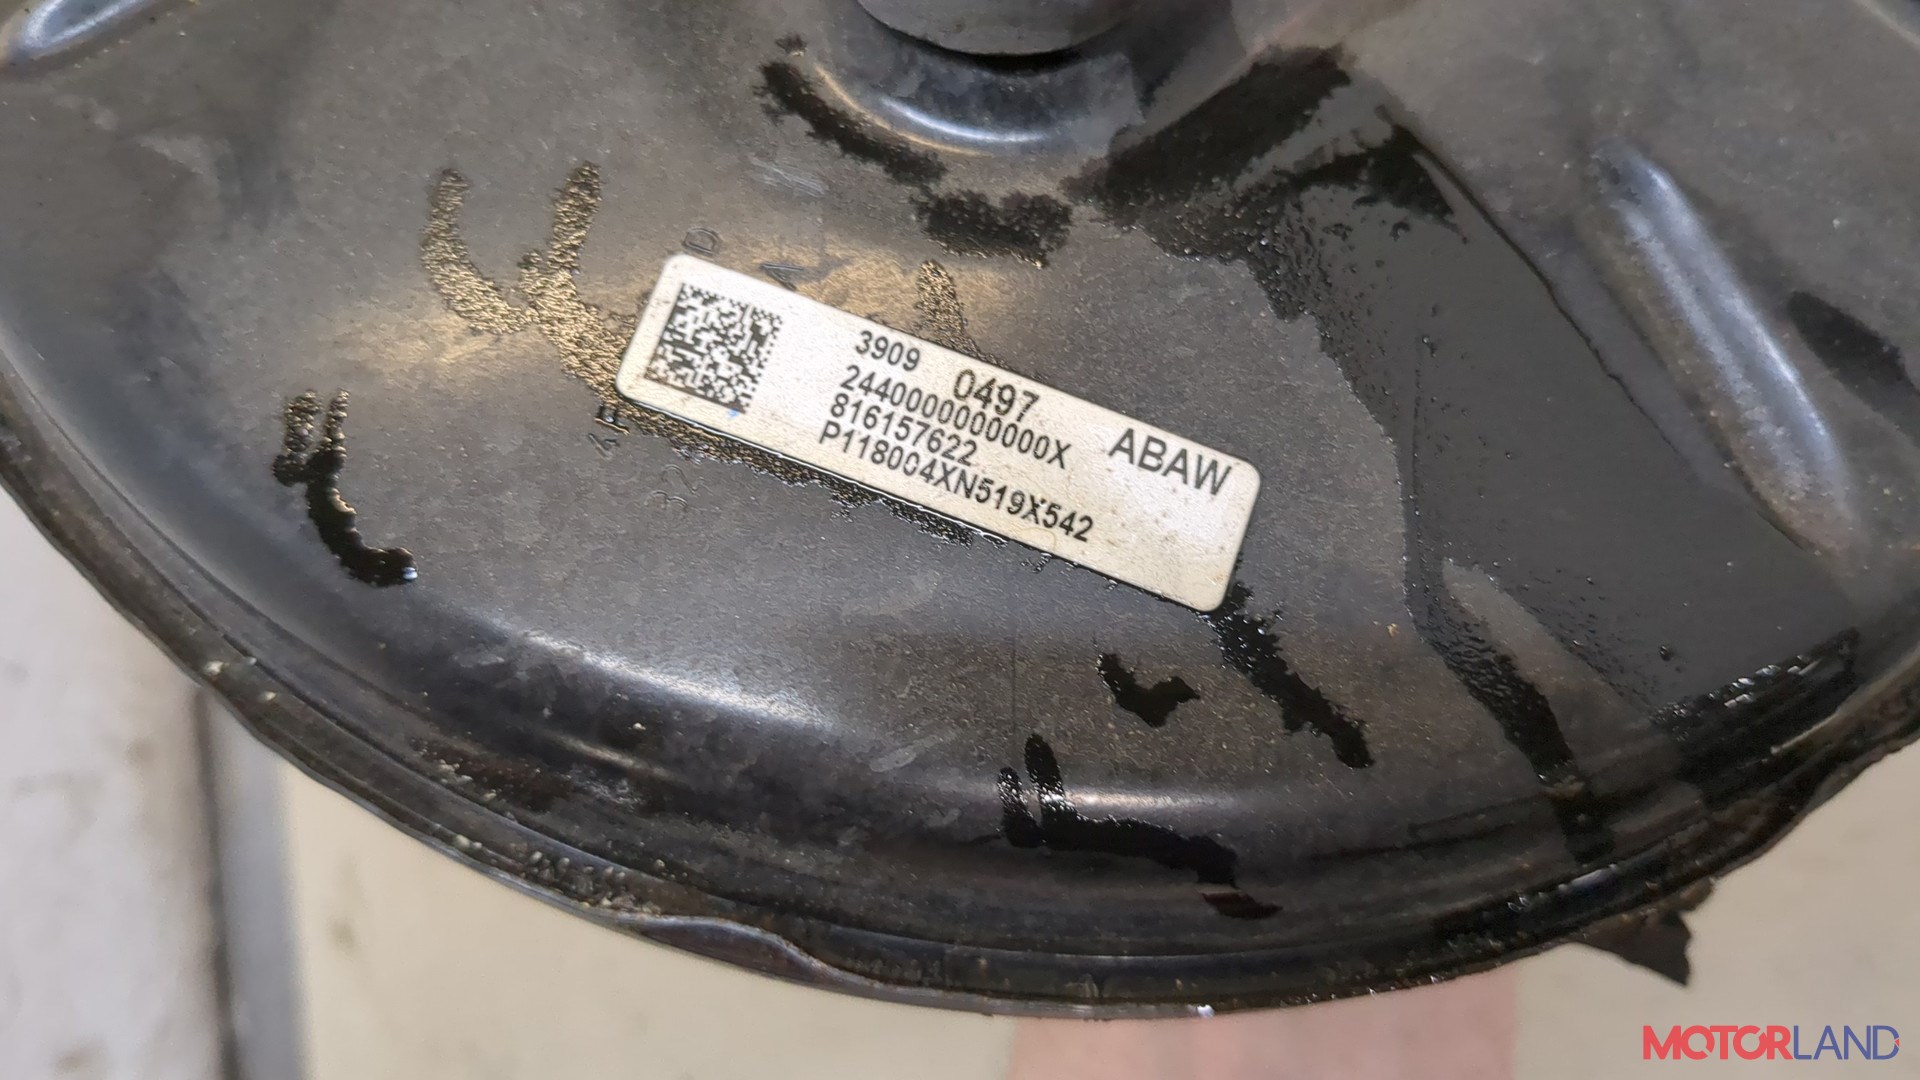 3909 0497
2440000000000X ABAW
816157622
P118004XN519X542
MOTORLAND